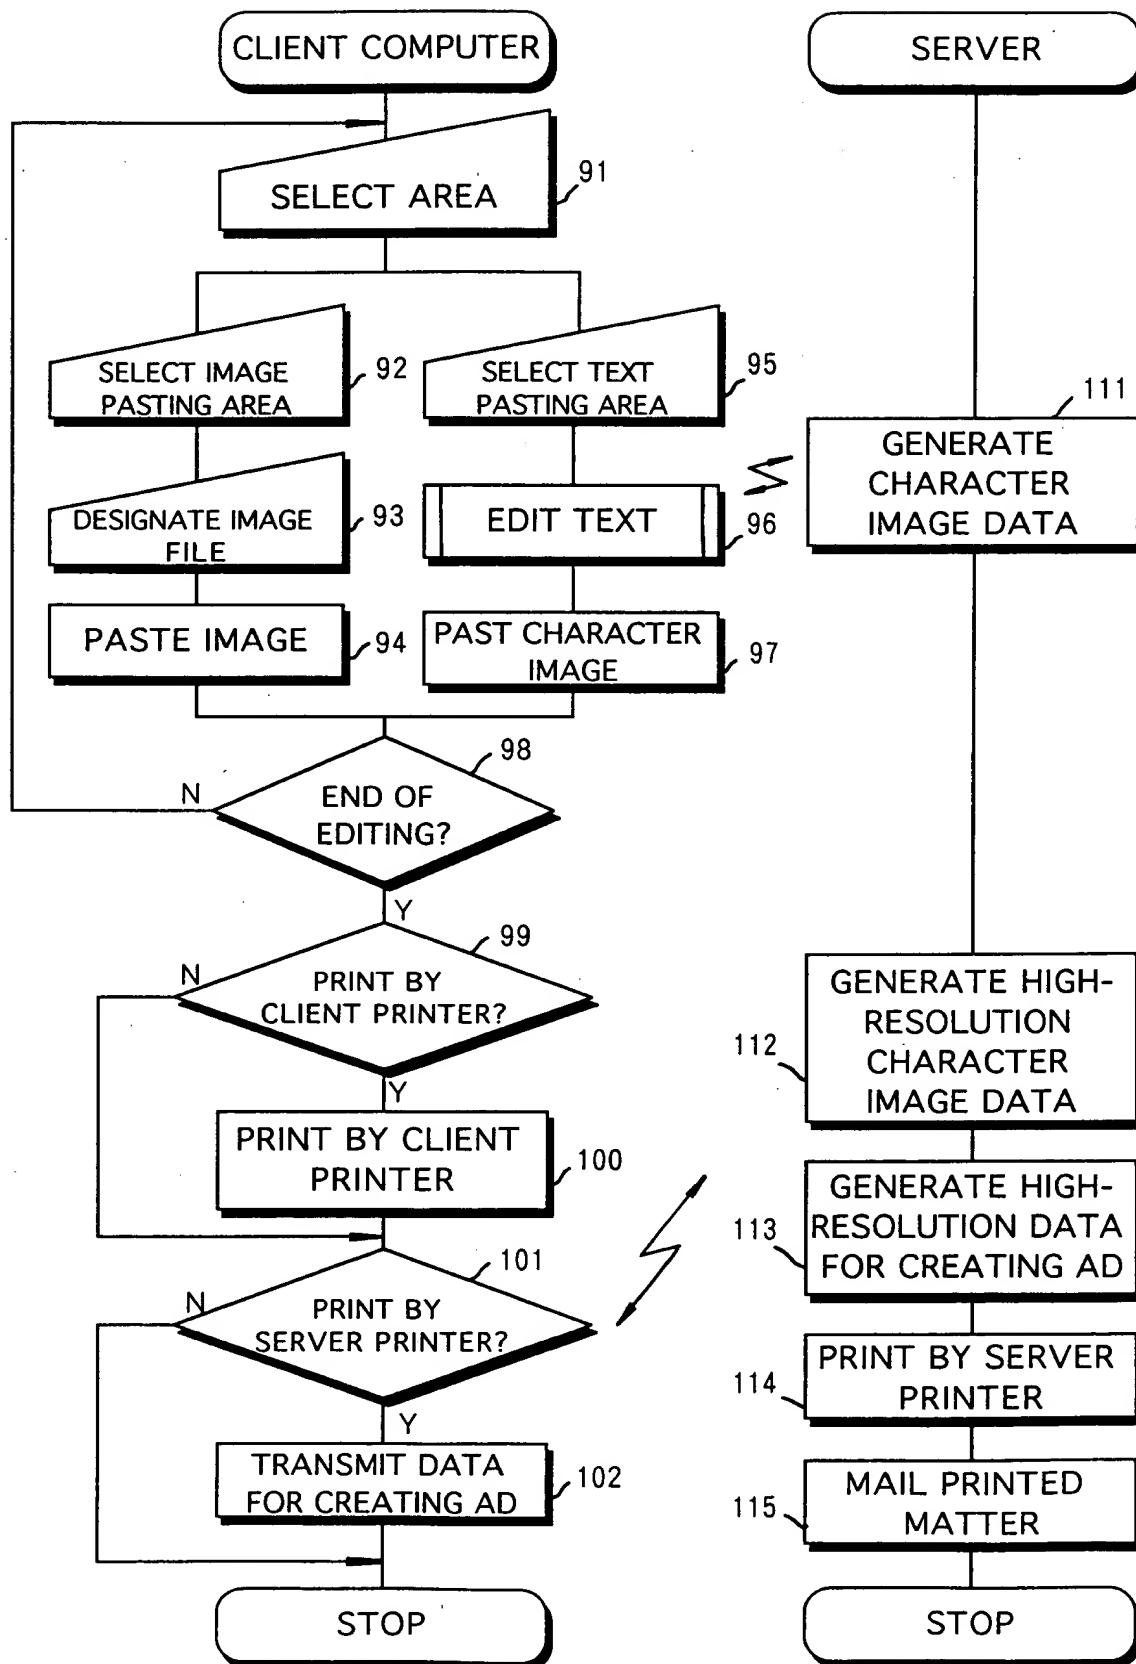 CLIENT COMPUTER
SELECT AREA
91
SELECT IMAGE
PASTING AREA
92
DESIGNATE IMAGE
FILE
93
PASTE IMAGE
94
SELECT TEXT
PASTING AREA
95
EDIT TEXT
96
PAST CHARACTER
IMAGE
97
98
END OF
EDITING?
N
Y
99
PRINT BY
CLIENT PRINTER?
N
Y
PRINT BY CLIENT
PRINTER
100
101
PRINT BY
SERVER PRINTER?
N
Y
TRANSMIT DATA
FOR CREATING AD
102
STOP
SERVER
111
GENERATE
CHARACTER
IMAGE DATA
GENERATE HIGH-
RESOLUTION
CHARACTER
IMAGE DATA
112
GENERATE HIGH-
RESOLUTION DATA
FOR CREATING AD
113
PRINT BY SERVER
PRINTER
114
MAIL PRINTED
MATTER
115
STOP